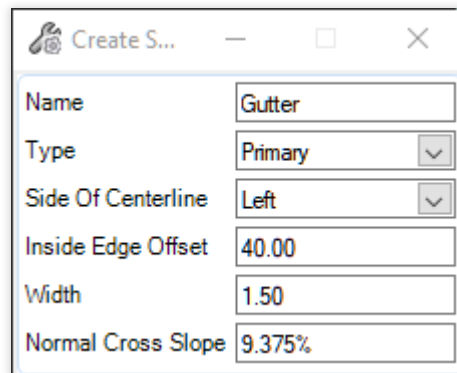 Create S...
Name Gutter
Type Primary
Side Of Centerline Left
Inside Edge Offset 40.00
Width 1.50
Normal Cross Slope 9.375%